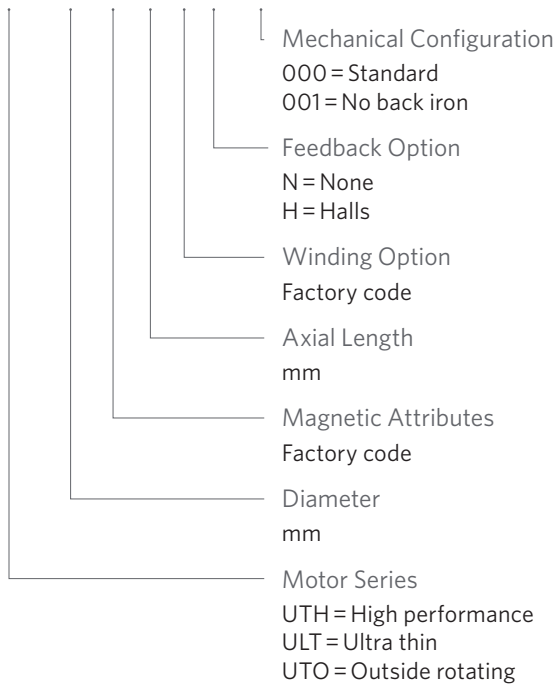 Mechanical Configuration
000 = Standard
001 = No back iron
Feedback Option
N = None
H = Halls
Winding Option
Factory code
Axial Length
mm
Magnetic Attributes
Factory code
Diameter
mm
Motor Series
UTH = High performance
ULT = Ultra thin
UTO = Outside rotating